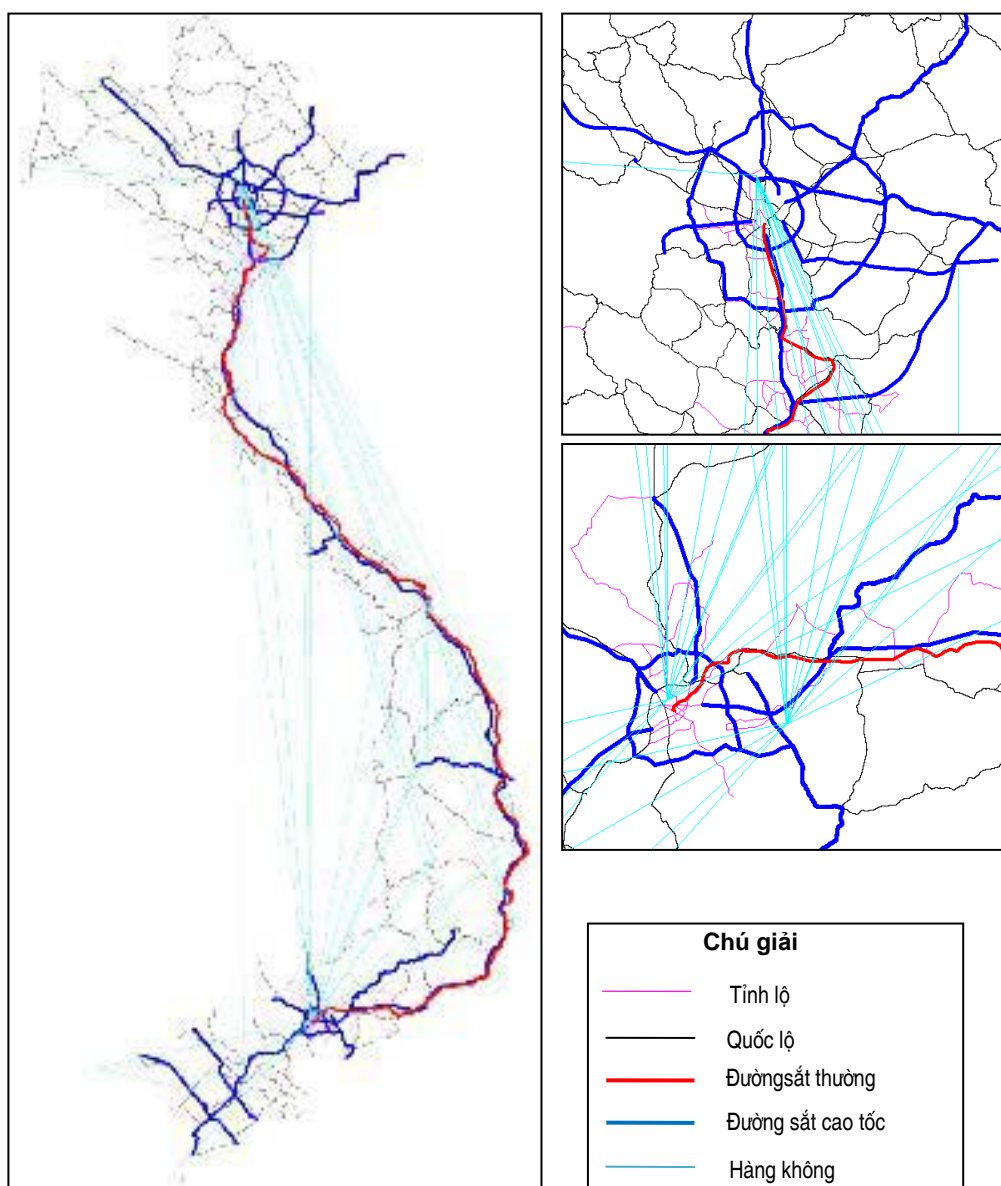 Chú giải
Tỉnh lộ
Quốc lộ
Đườngsắt thường
Đường sắt cao tốc
Hàng không